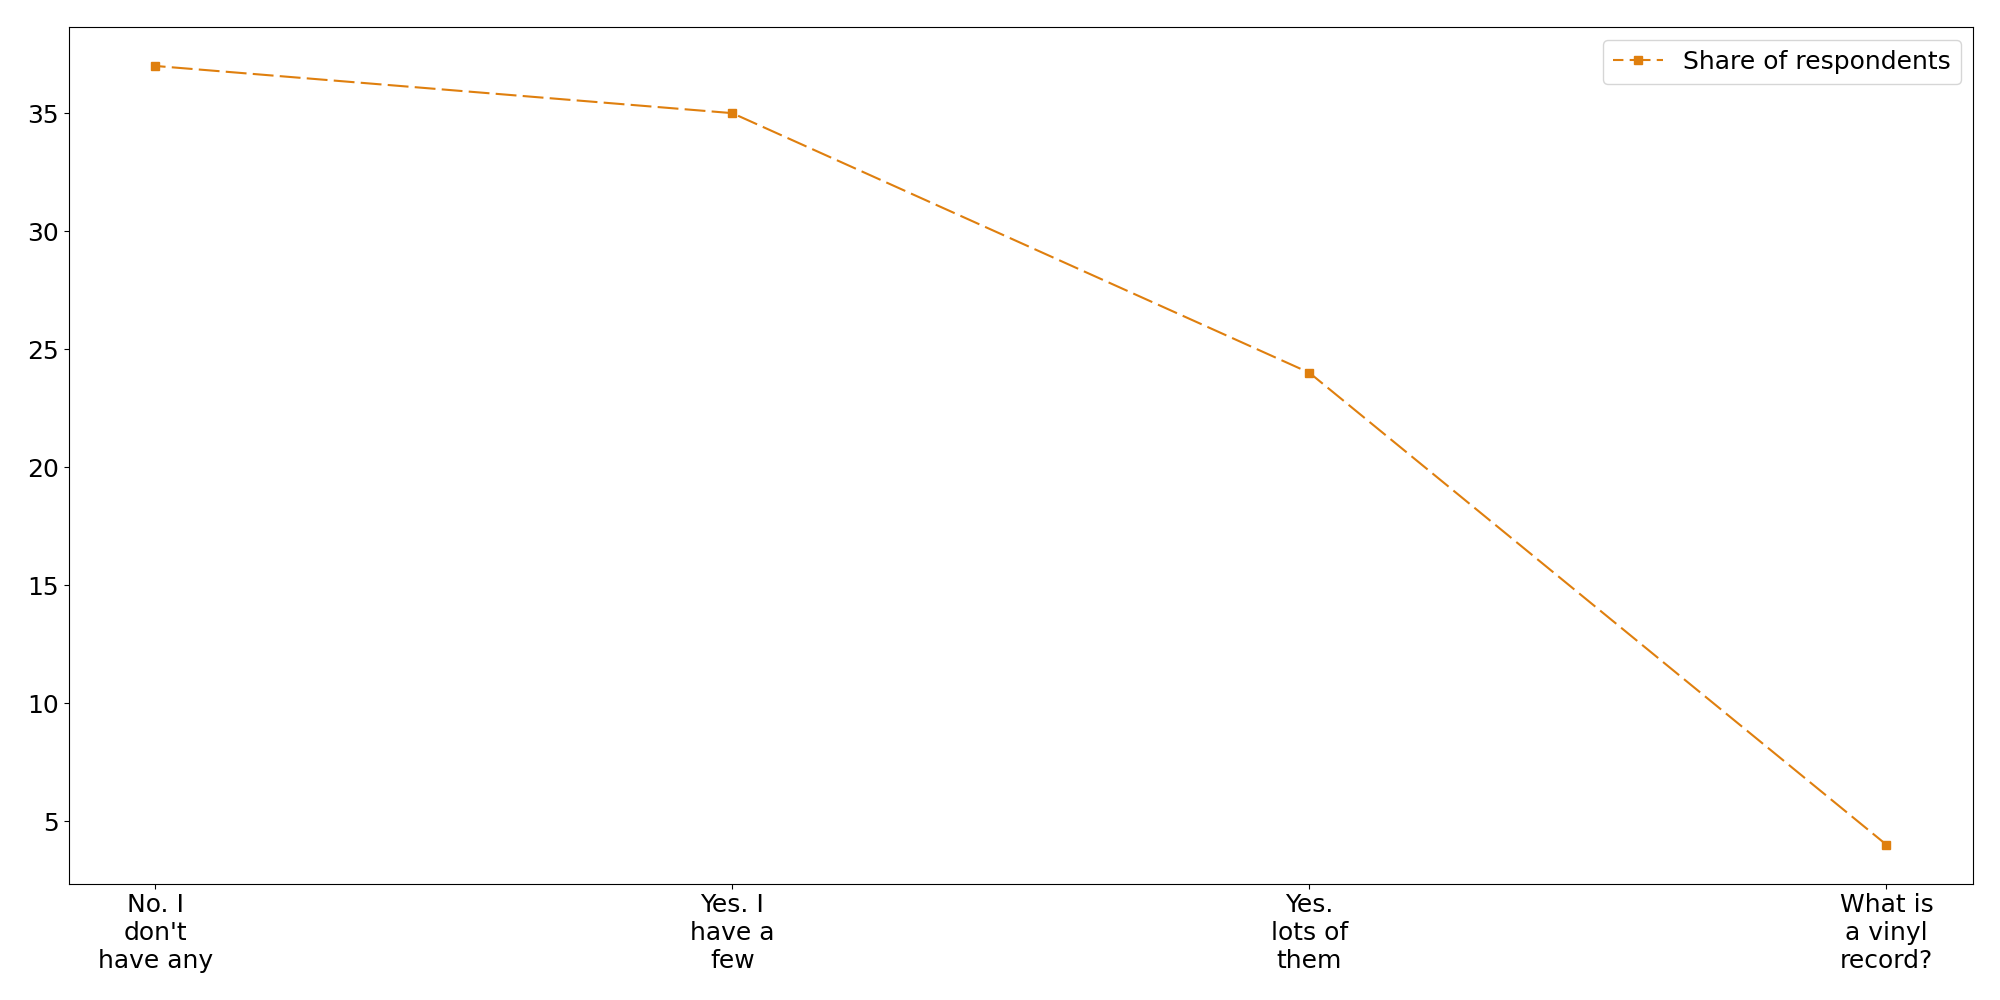 Share of respondents
35
30
25
20
15
10
5
No. I
don't
have any
Yes. I
have a
few
Yes.
lots of
them
What is
a vinyl
record?